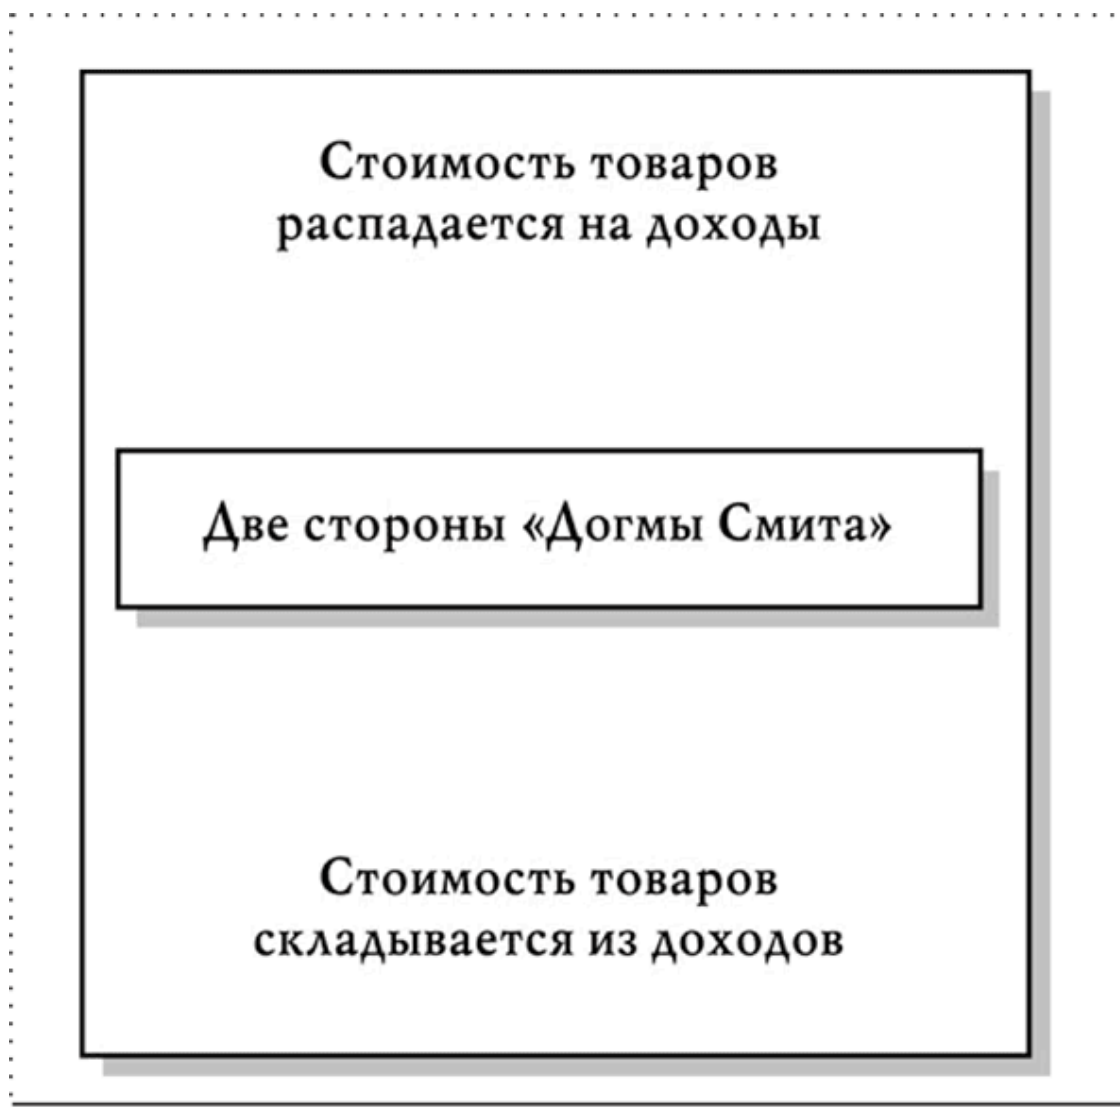 Стоимость товаров
распадается на доходы
Две стороны «Догмы Смита»
Стоимость товаров
складывается из доходов